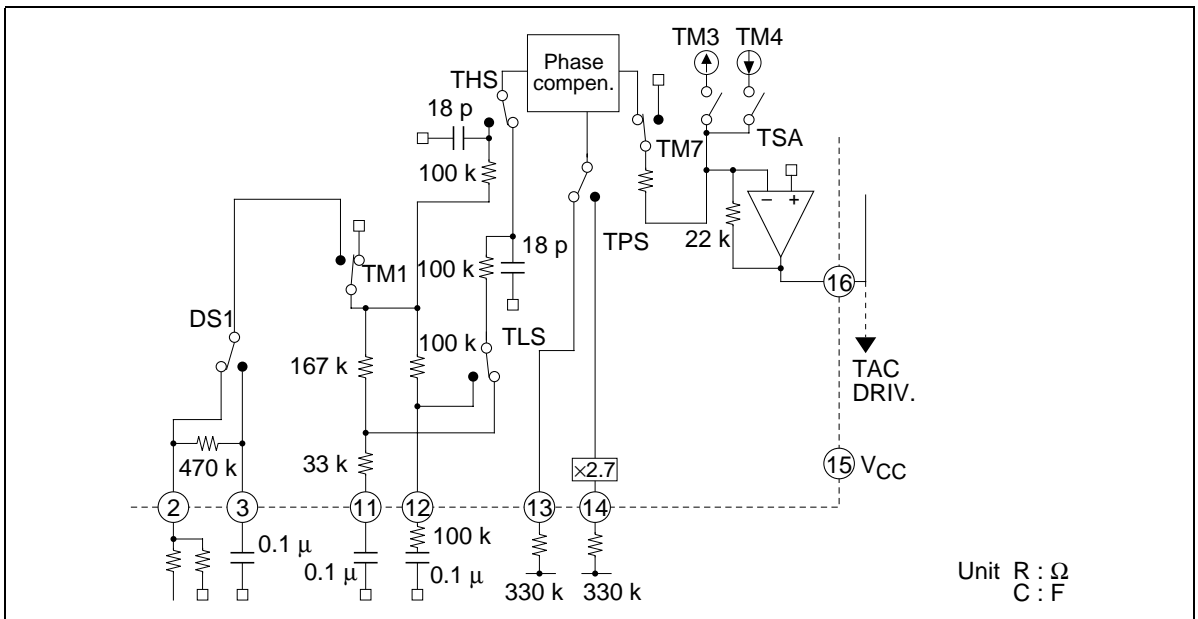 TM3 TM4
Phase
compen.
THS
18 p
TSA
TM7
100 k
22 k
− +
18 p
TPS
TM1
100 k
16
DS1
TLS
100 k
167 k
TAC
DRIV.
470 k
33 k
×2.7
15 VCC
2 3 11 12 13 14
100 k
0.1 μ
0.1 μ
0.1 μ
330 k 330 k
Unit R : Ω
C : F